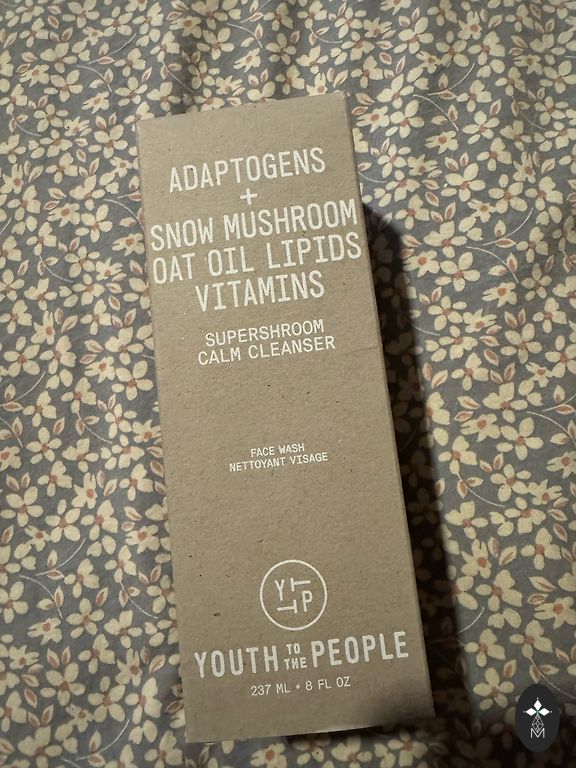 ADAPTOGENS
+
SNOW MUSHROOM
OAT OIL LIPIDS
VITAMINS
SUPERSHROOM
CALM CLEANSER
FACE WASH
NETTOYANT VISAGE
YTTP
YOUTH TO THE PEOPLE
237 ML • 8 FL OZ
M